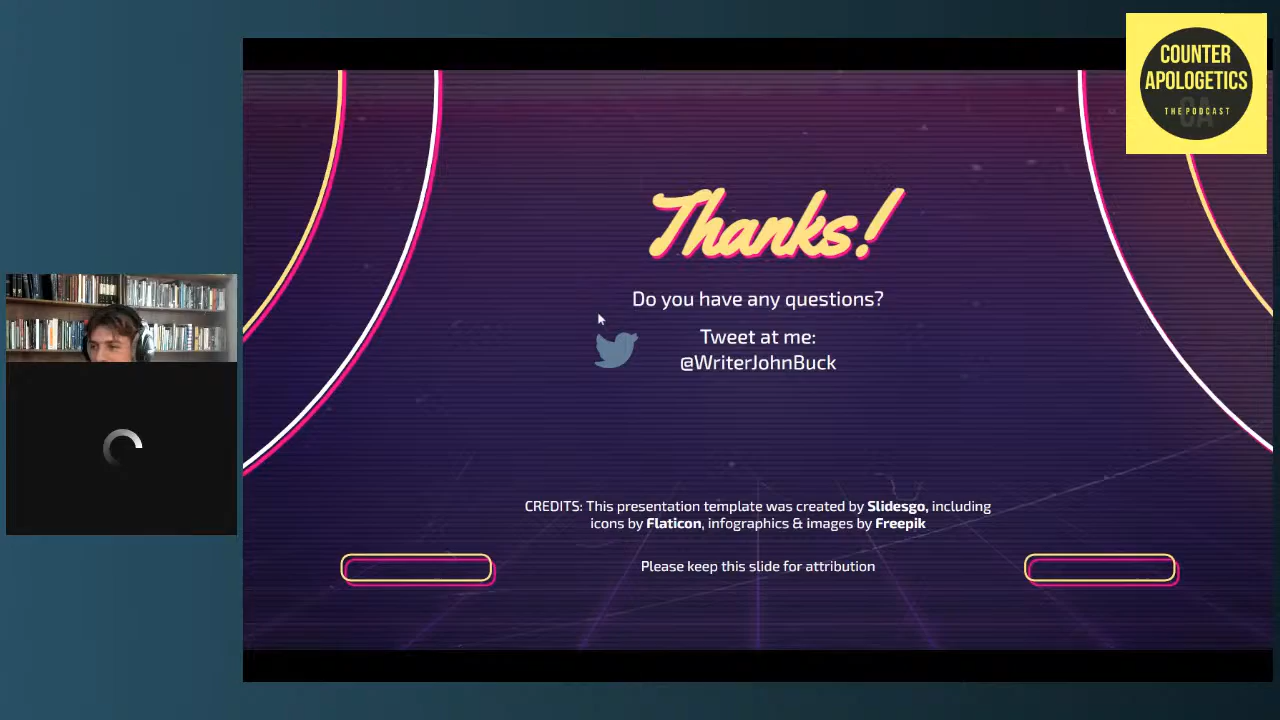 COUNTER
APOLOGETICS
THE PODCAST
Thanks!
Do you have any questions?
Tweet at me:
@WriterJohnBuck
CREDITS: This presentation template was created by Slidesgo, including
icons by Flaticon, infographics & images by Freepik
Please keep this slide for attribution